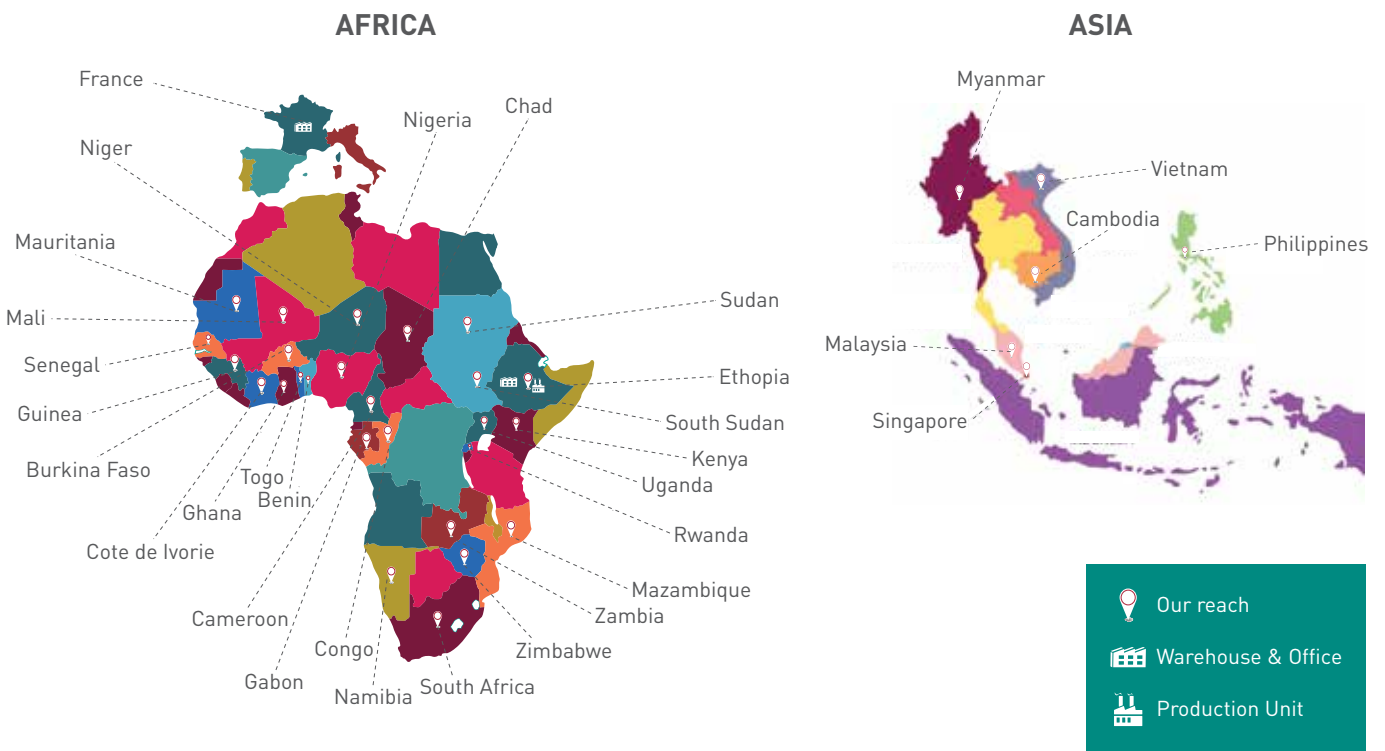 AFRICA
France
Niger
Nigeria
Chad
Mauritania
Mali
Senegal
Guinea
Burkina Faso
Togo
Benin
Ghana
Cote de Ivorie
Cameroon
Congo
Gabon
Namibia
South Africa
Zimbabwe
Zambia
Mazambique
Rwanda
Uganda
Kenya
South Sudan
Ethopia
Sudan
ASIA
Myanmar
Vietnam
Cambodia
Philippines
Malaysia
Singapore
Our reach
Warehouse & Office
Production Unit